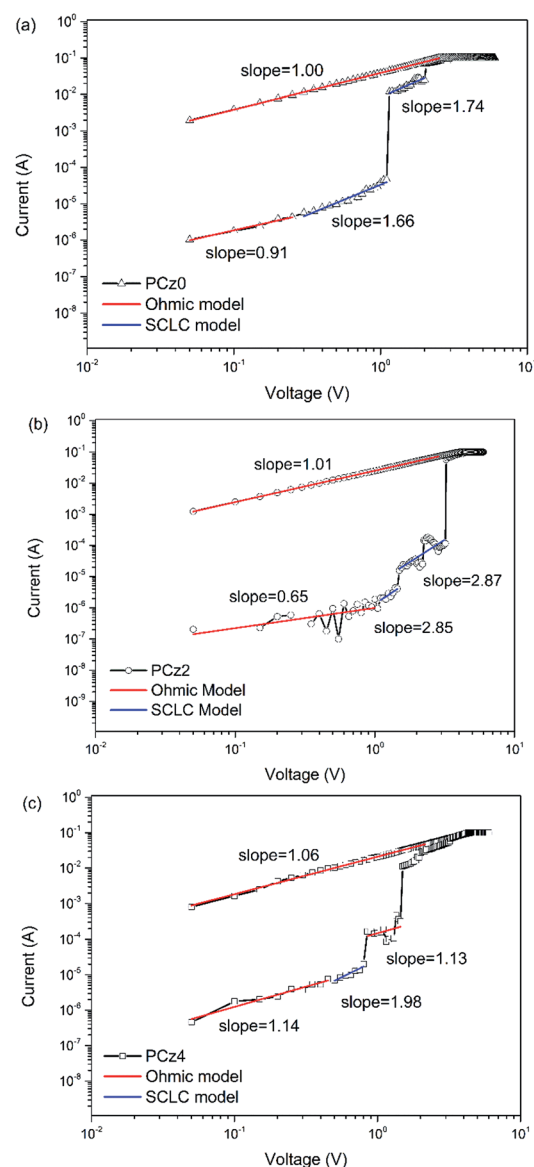 (a)
10⁰
10⁻¹
10⁻²
10⁻³
10⁻⁴
10⁻⁵
10⁻⁶
10⁻⁷
10⁻⁸
Current (A)
slope=1.00
slope=1.74
slope=1.66
slope=0.91
PCz0
Ohmic model
SCLC model
10⁻² 10⁻¹ 10⁰ 10¹
Voltage (V)
(b)
10⁰
10⁻¹
10⁻²
10⁻³
10⁻⁴
10⁻⁵
10⁻⁶
10⁻⁷
10⁻⁸
10⁻⁹
Current (A)
slope=1.01
slope=0.65
slope=2.87
slope=2.85
PCz2
Ohmic Model
SCLC Model
10⁻² 10⁻¹ 10⁰ 10¹
Voltage (V)
(c)
10⁰
10⁻¹
10⁻²
10⁻³
10⁻⁴
10⁻⁵
10⁻⁶
10⁻⁷
10⁻⁸
Current (A)
slope=1.06
slope=1.13
slope=1.98
slope=1.14
PCz4
Ohmic model
SCLC model
10⁻² 10⁻¹ 10⁰ 10¹
Voltage (V)